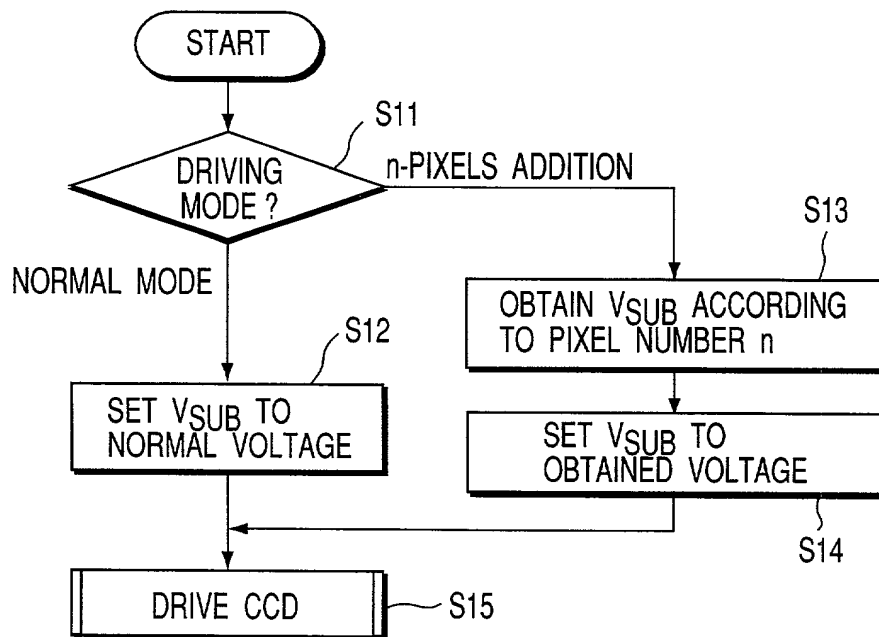 START
S11
DRIVING
MODE ?
n-PIXELS ADDITION
NORMAL MODE
S13
OBTAIN VSUB ACCORDING
TO PIXEL NUMBER n
S12
SET VSUB TO
NORMAL VOLTAGE
SET VSUB TO
OBTAINED VOLTAGE
S14
DRIVE CCD
S15